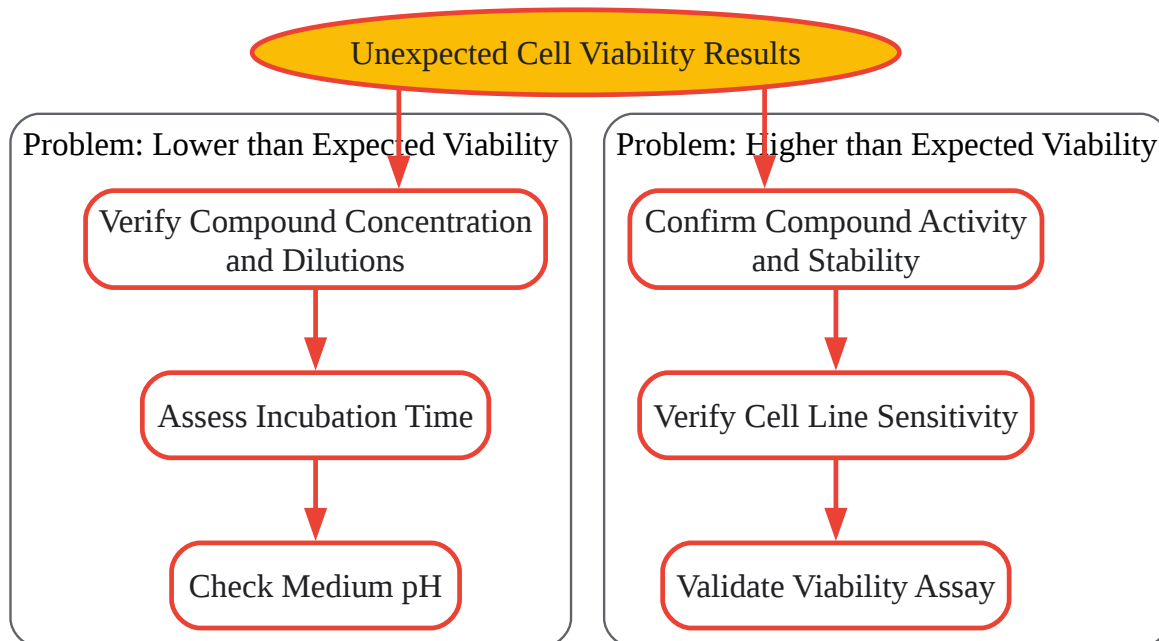 Unexpected Cell Viability Results
Problem: Lower than Expected Viability
Verify Compound Concentration
and Dilutions
Assess Incubation Time
Check Medium pH
Problem: Higher than Expected Viability
Confirm Compound Activity
and Stability
Verify Cell Line Sensitivity
Validate Viability Assay